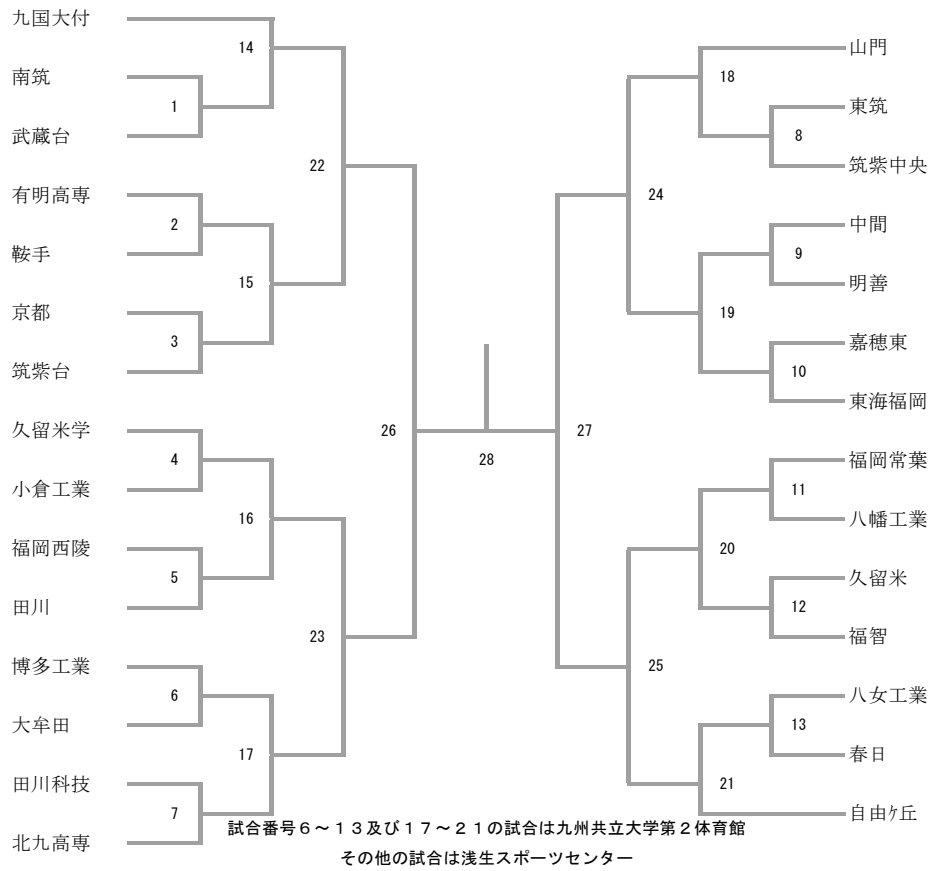 九国大付
14
南筑
1
武蔵台
22
有明高専
2
鞍手
15
京都
3
筑紫台
26
久留米学
4
小倉工業
16
福岡西陵
5
田川
23
博多工業
6
大牟田
17
田川科技
7
北九高専
28
山門
18
東筑
8
筑紫中央
24
中間
9
明善
19
嘉穂東
10
東海福岡
27
福岡常葉
11
八幡工業
20
久留米
12
福智
25
八女工業
13
春日
21
自由ケ丘
試合番号6～13及び17～21の試合は九州共立大学第2体育館
その他の試合は浅生スポーツセンター